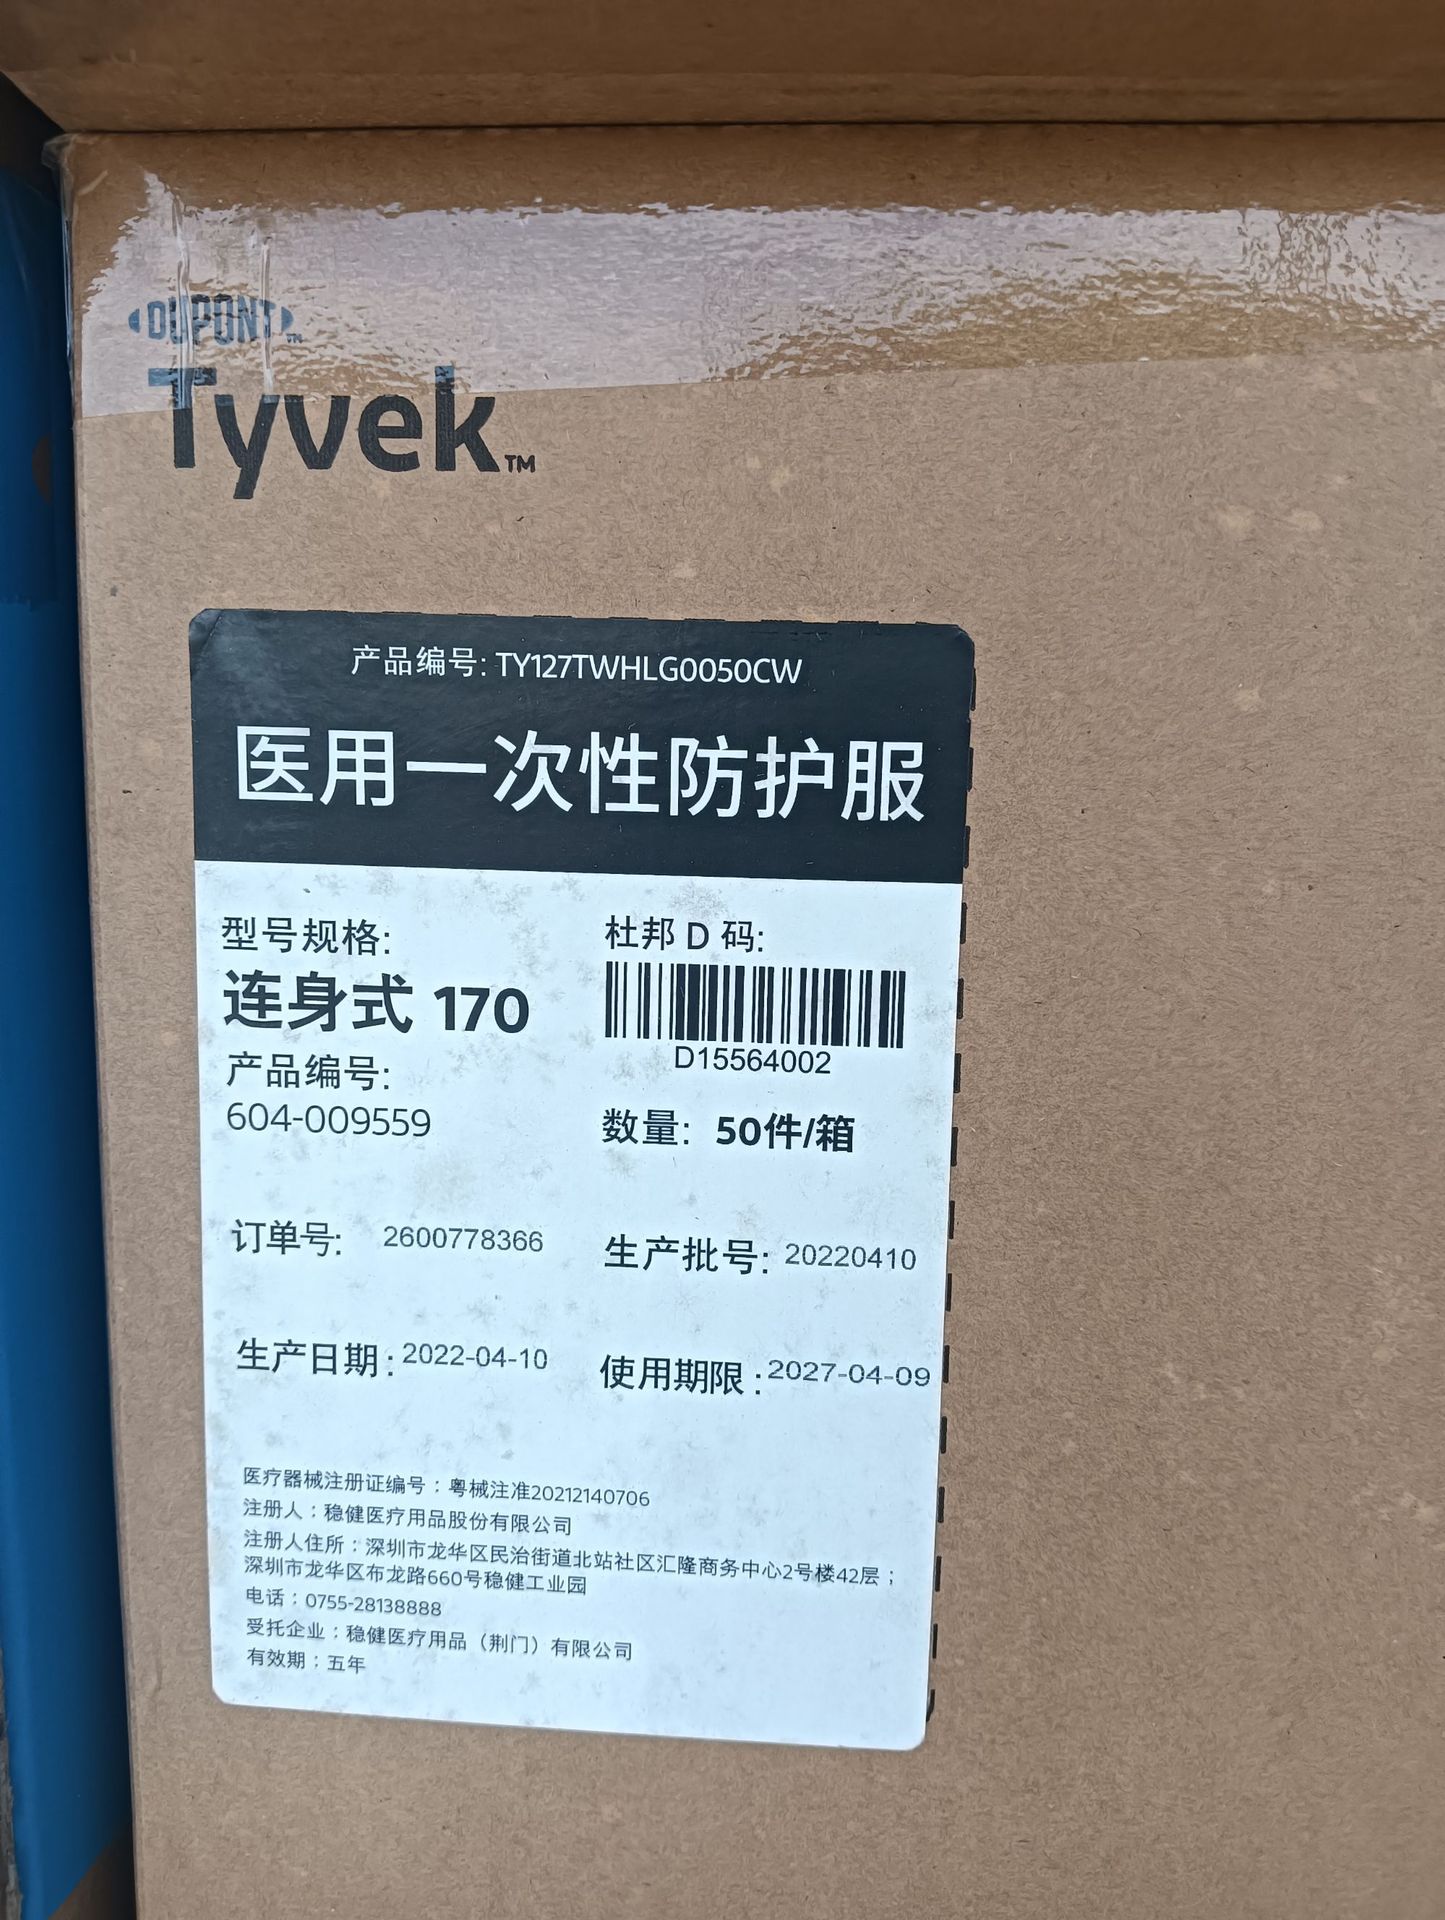 DUPONT™
Tyvek™
产品编号: TY127TWHLG0050CW
医用一次性防护服
型号规格:
连身式 170
产品编号:
604-009559
杜邦 D 码:
D15564002
数量: 50件/箱
订单号: 2600778366
生产批号: 20220410
生产日期: 2022-04-10
使用期限: 2027-04-09
医疗器械注册证编号：粤械注准20212140706
注册人：稳健医疗用品股份有限公司
注册人住所：深圳市龙华区民治街道北站社区汇隆商务中心2号楼42层；
深圳市龙华区布龙路660号稳健工业园
电话：0755-28138888
受托企业：稳健医疗用品（荆门）有限公司
有效期：五年